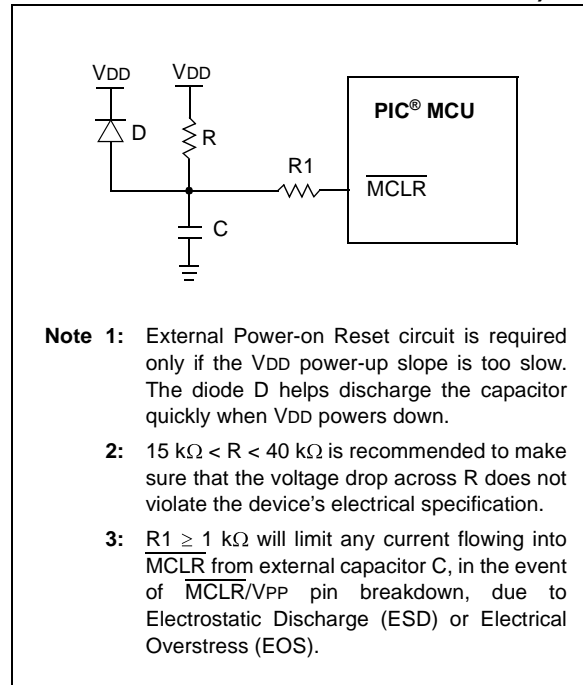 VDD VDD
D
R
R1
C
PIC® MCU
MCLR
Note 1: External Power-on Reset circuit is required
only if the VDD power-up slope is too slow.
The diode D helps discharge the capacitor
quickly when VDD powers down.
2: 15 kΩ < R < 40 kΩ is recommended to make
sure that the voltage drop across R does not
violate the device's electrical specification.
3: R1 ≥ 1 kΩ will limit any current flowing into
MCLR from external capacitor C, in the event
of MCLR/VPP pin breakdown, due to
Electrostatic Discharge (ESD) or Electrical
Overstress (EOS).